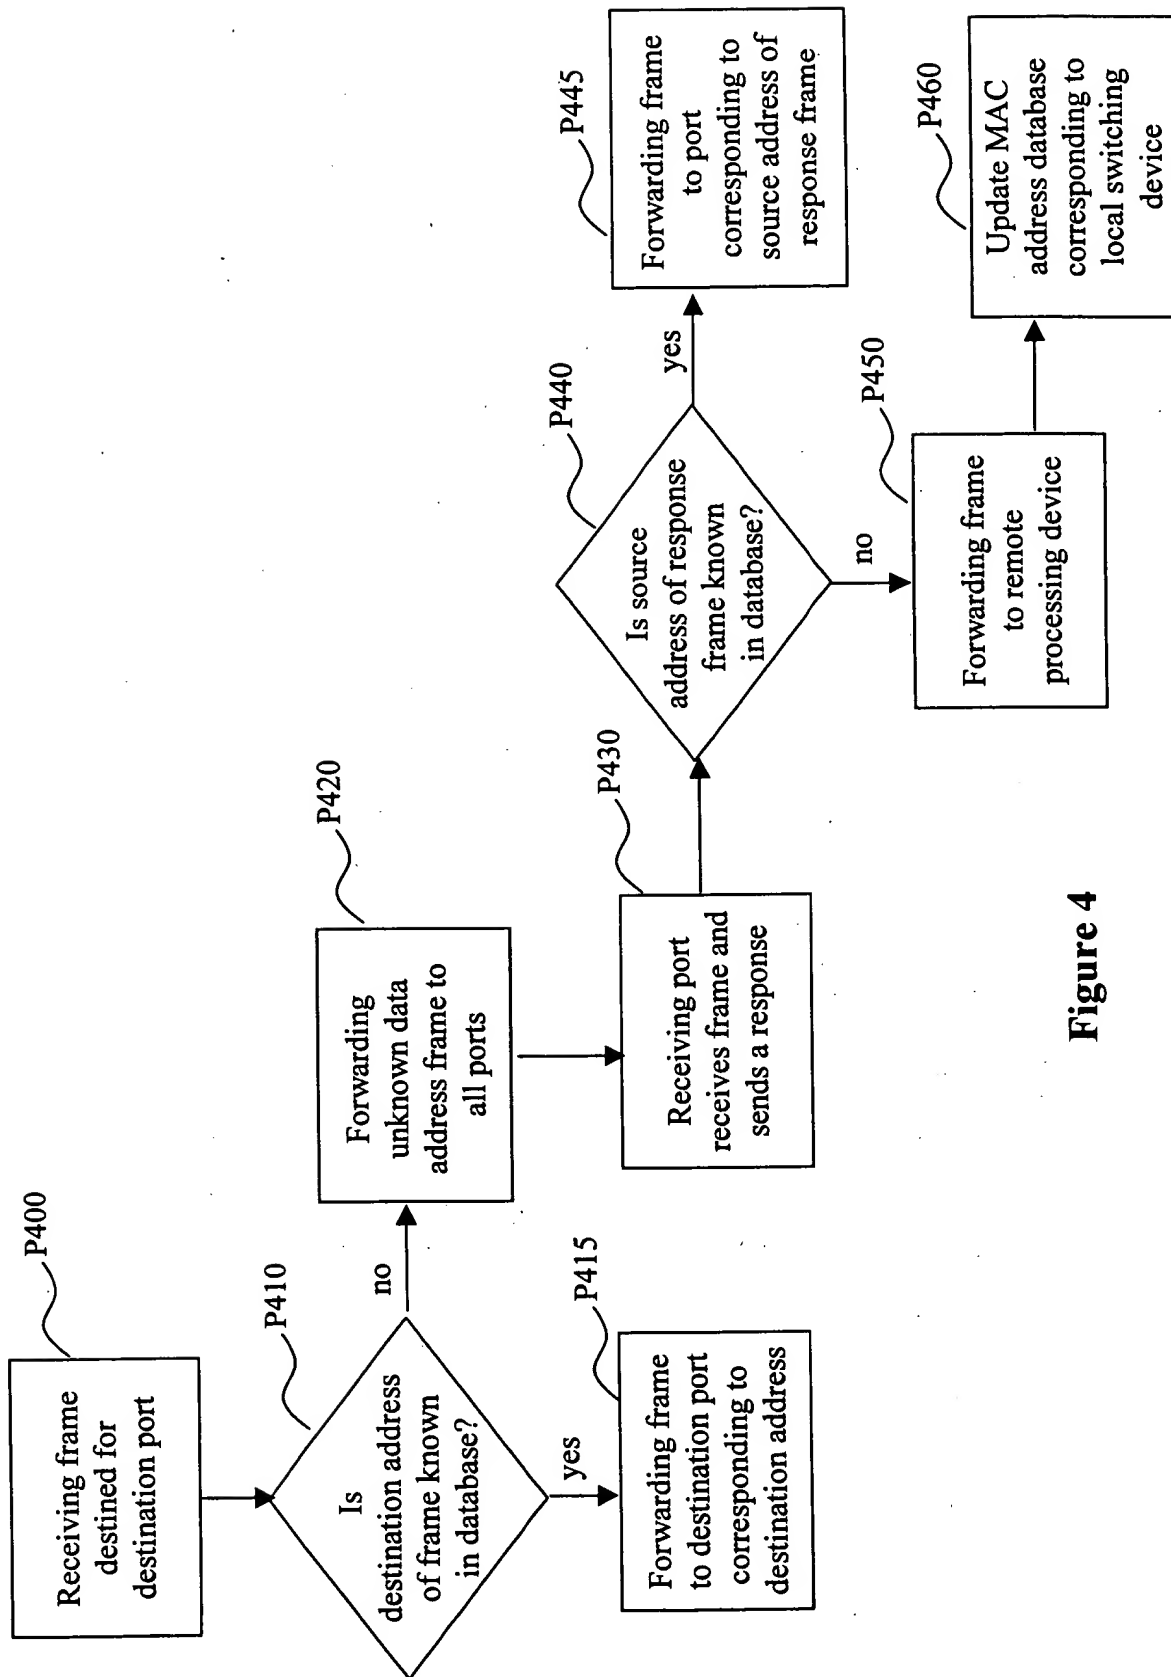 P400
Receiving frame
destined for
destination port
P410
Is
destination address
of frame known
in database?
no
yes
P415
Forwarding frame
to destination port
corresponding to
destination address
P420
Forwarding
unknown data
address frame to
all ports
P430
Receiving port
receives frame and
sends a response
P440
Is source
address of response
frame known
in database?
yes
no
P445
Forwarding frame
to port
corresponding to
source address of
response frame
P450
Forwarding frame
to remote
processing device
P460
Update MAC
address database
corresponding to
local switching
device
Figure 4